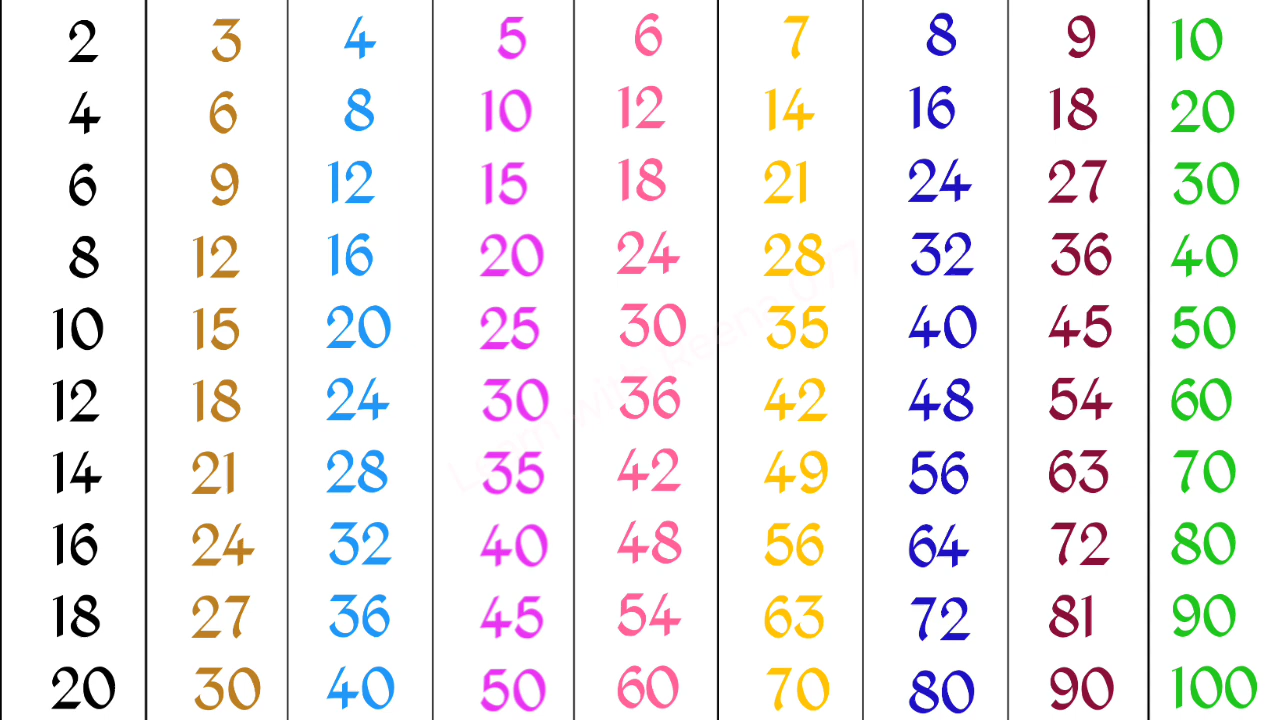 2 3 4 5 6 7 8 9 10
4 6 8 10 12 14 16 18 20
6 9 12 15 18 21 24 27 30
8 12 16 20 24 28 32 36 40
10 15 20 25 30 35 40 45 50
12 18 24 30 36 42 48 54 60
14 21 28 35 42 49 56 63 70
16 24 32 40 48 56 64 72 80
18 27 36 45 54 63 72 81 90
20 30 40 50 60 70 80 90 100